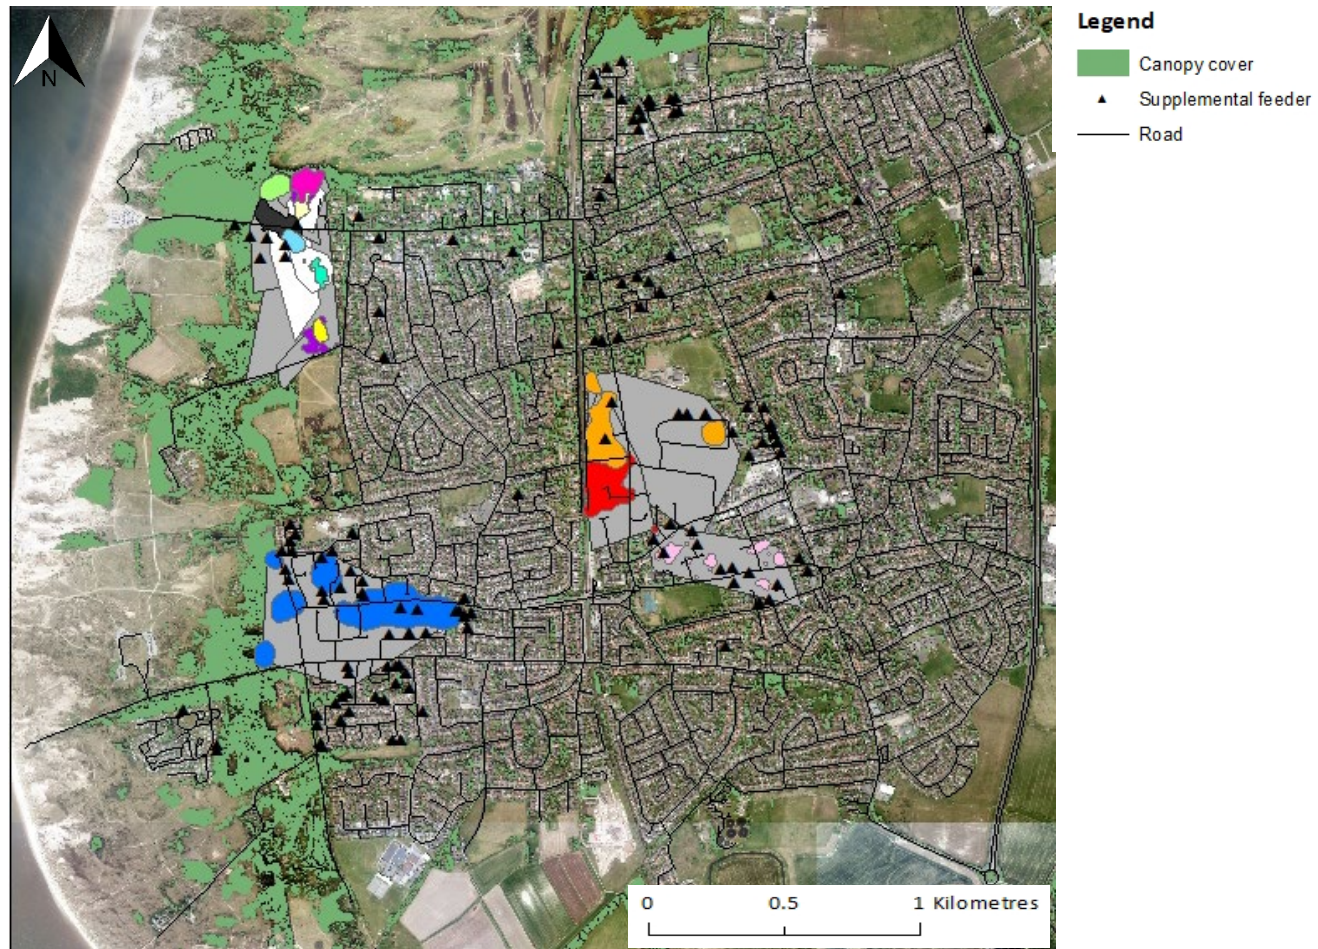 N
Legend
Canopy cover
Supplemental feeder
Road
0 0.5 1 Kilometres